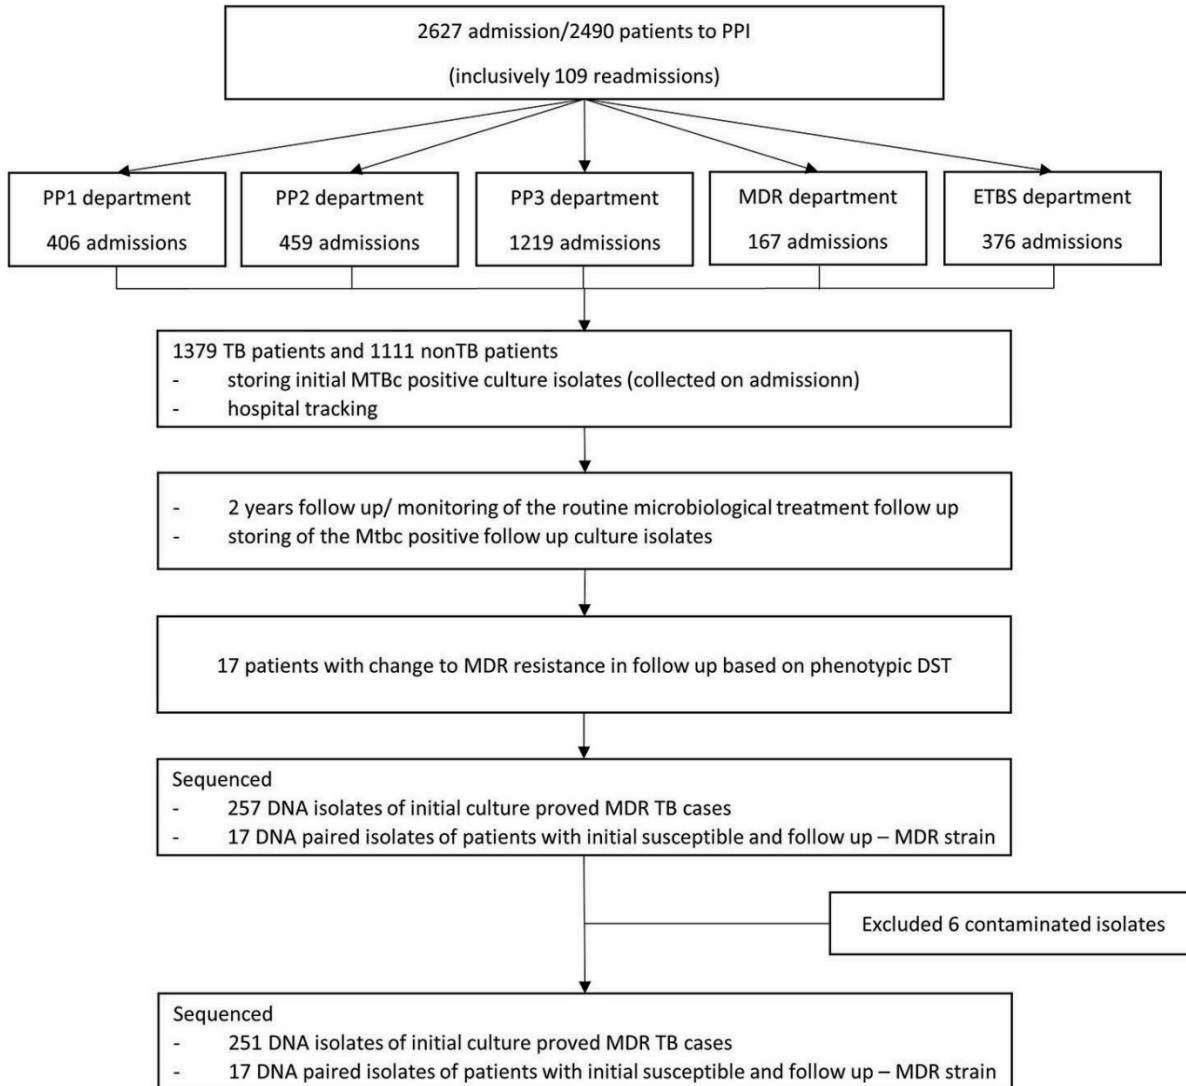 2627 admission/2490 patients to PPI
(inclusively 109 readmissions)
PP1 department
406 admissions
PP2 department
459 admissions
PP3 department
1219 admissions
MDR department
167 admissions
ETBS department
376 admissions
1379 TB patients and 1111 nonTB patients
- storing initial MTBc positive culture isolates (collected on admissionn)
- hospital tracking
- 2 years follow up/ monitoring of the routine microbiological treatment follow up
- storing of the Mtbc positive follow up culture isolates
17 patients with change to MDR resistance in follow up based on phenotypic DST
Sequenced
- 257 DNA isolates of initial culture proved MDR TB cases
- 17 DNA paired isolates of patients with initial susceptible and follow up – MDR strain
Excluded 6 contaminated isolates
Sequenced
- 251 DNA isolates of initial culture proved MDR TB cases
- 17 DNA paired isolates of patients with initial susceptible and follow up – MDR strain